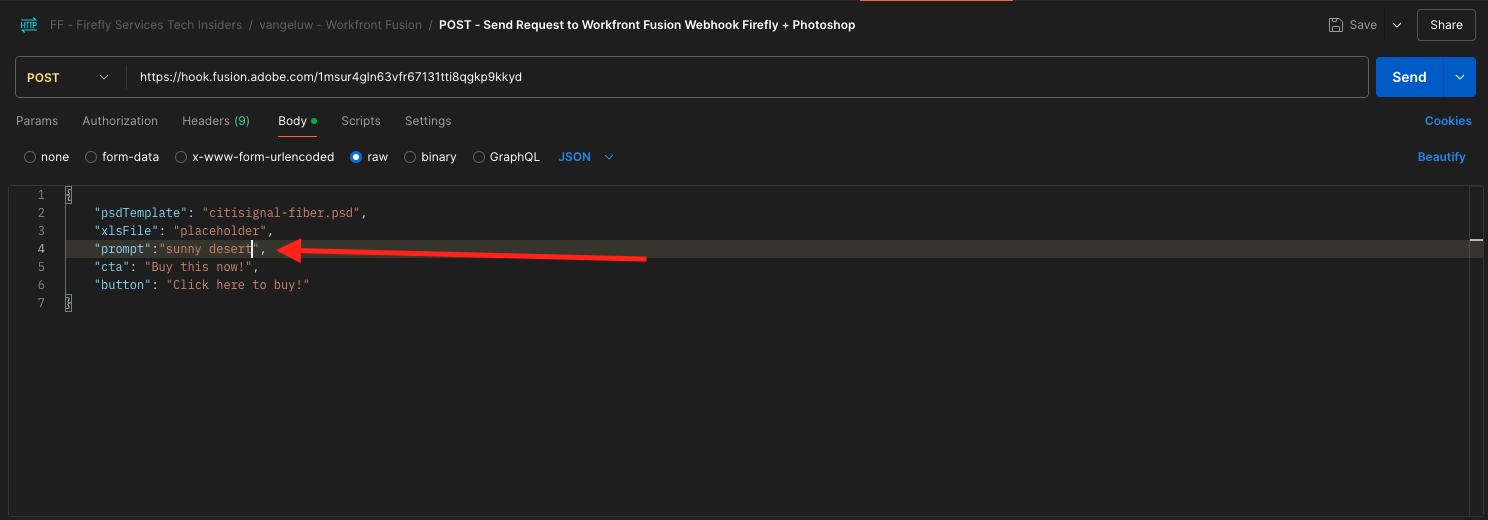 HTTP FF - Firefly Services Tech Insiders / vangeluw - Workfront Fusion / POST - Send Request to Workfront Fusion Webhook Firefly + Photoshop Save Share
POST https://hook.fusion.adobe.com/1msur4gln63vfr67131tti8qgkp9kkyd Send
Params Authorization Headers (9) Body Scripts Settings Cookies
none form-data x-www-form-urlencoded raw binary GraphQL JSON Beautify
1 {
2 "psdTemplate": "citisignal-fiber.psd",
3 "xlsFile": "placeholder",
4 "prompt":"sunny desert",
5 "cta": "Buy this now!",
6 "button": "Click here to buy!"
7 }